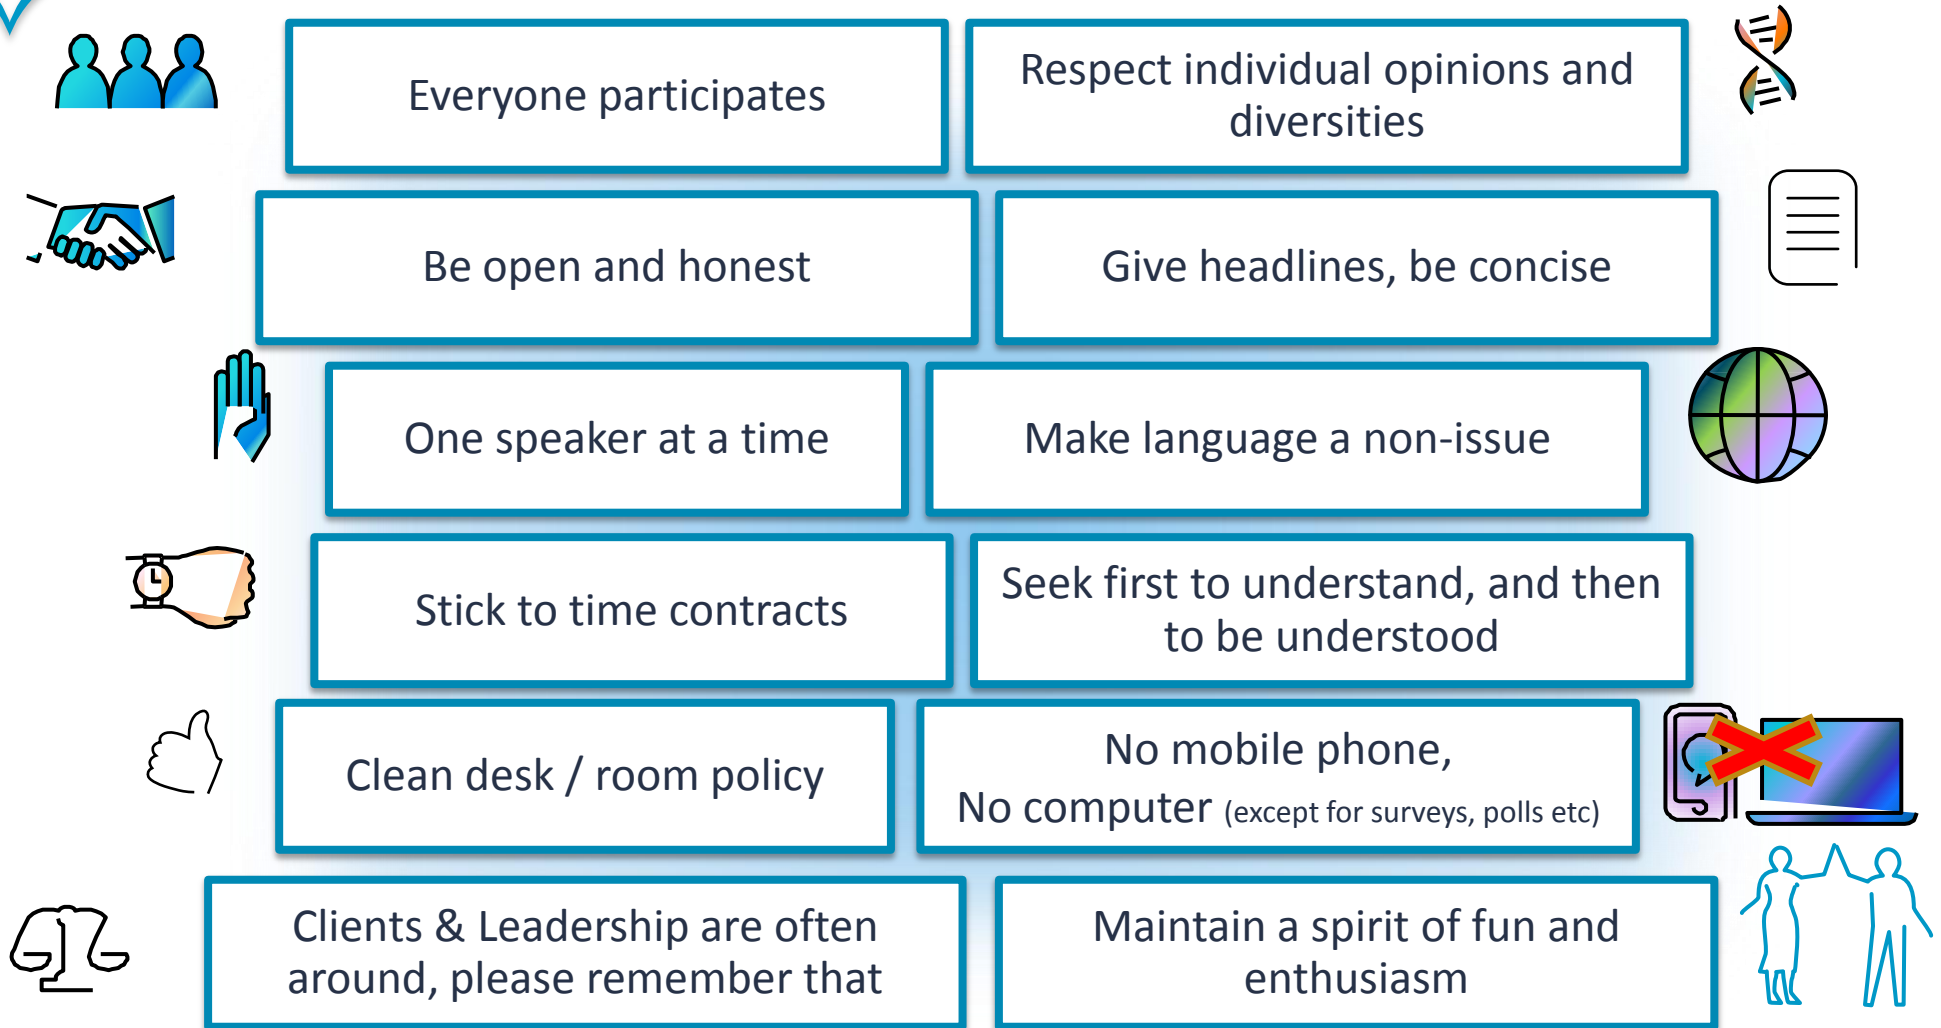 Everyone participates
Respect individual opinions and
diversities
Be open and honest
Give headlines, be concise
One speaker at a time
Make language a non-issue
Stick to time contracts
Seek first to understand, and then
to be understood
Clean desk / room policy
No mobile phone,
No computer (except for surveys, polls etc)
Clients & Leadership are often
around, please remember that
Maintain a spirit of fun and
enthusiasm